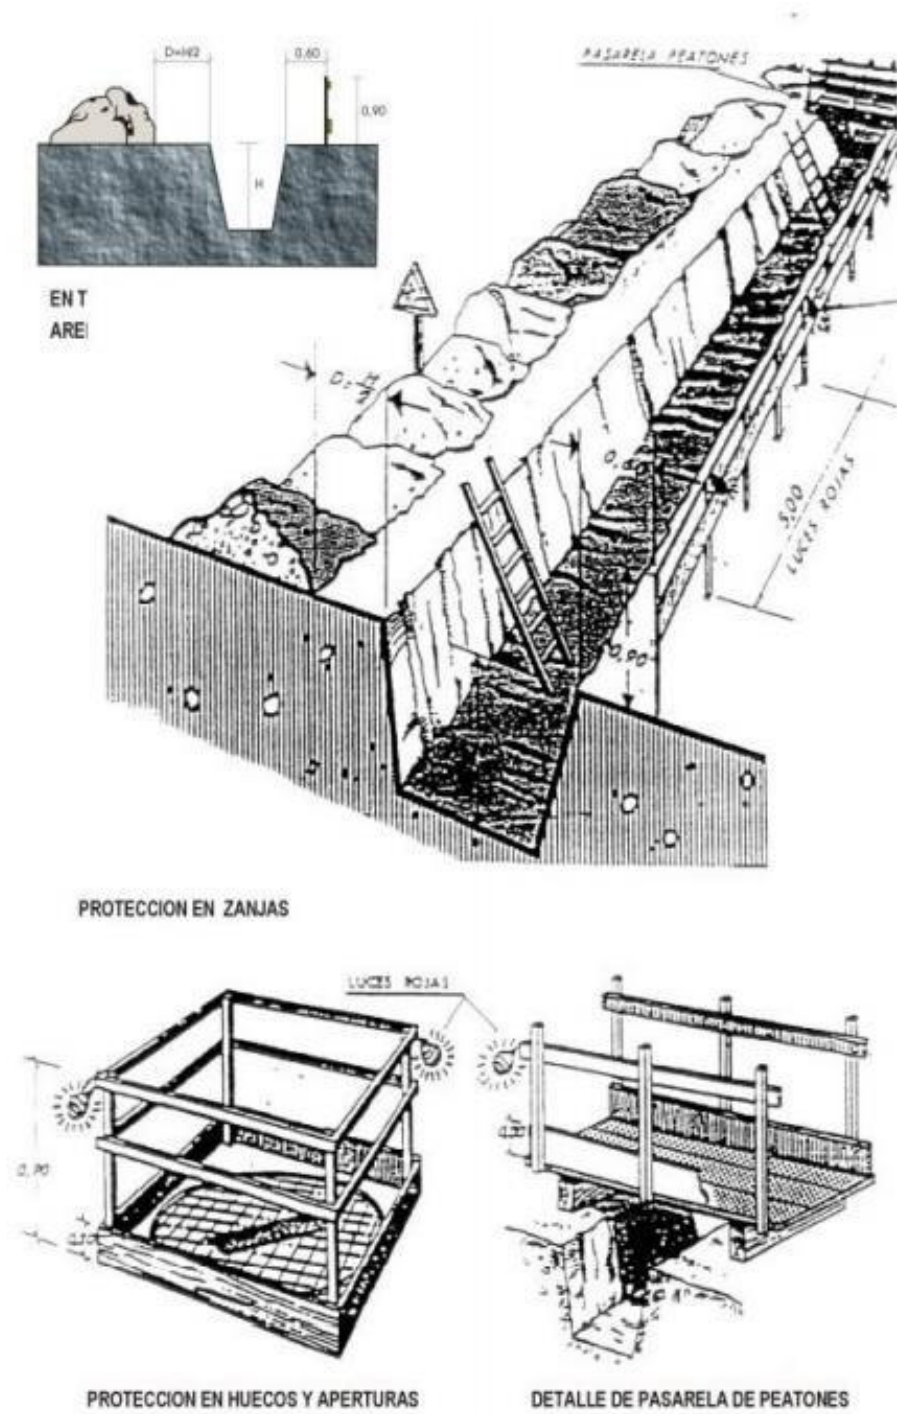 D=H/2
0,60
0,90
H
PASARELA PEATONES
EN T
ARE
D=H/2
0,60
5,00
LUCES ROJAS
0,90
PROTECCION EN ZANJAS
LUCES ROJAS
0,90
PROTECCION EN HUECOS Y APERTURAS
DETALLE DE PASARELA DE PEATONES